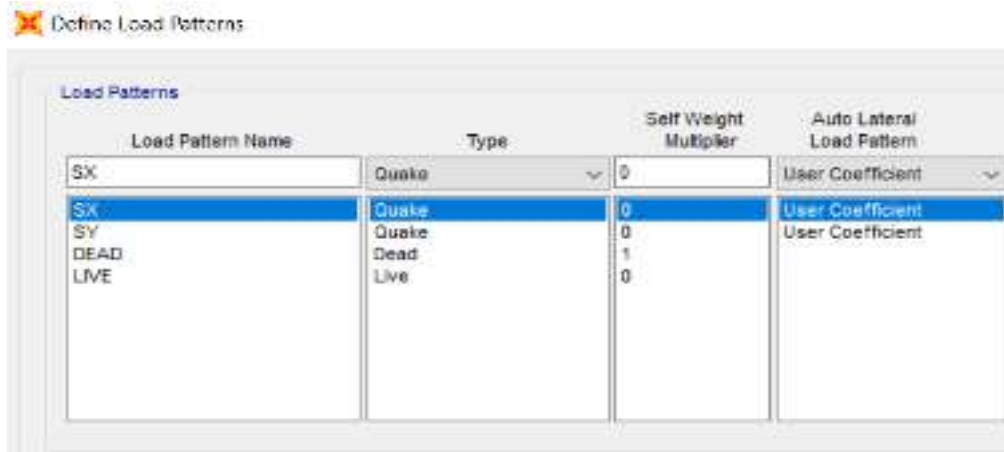 Define Load Patterns
Load Patterns
Load Pattern Name Type Self Weight Multiplier Auto Lateral Load Pattern
SX Quake 0 User Coefficient
SX Quake 0 User Coefficient
SY Quake 0 User Coefficient
DEAD Dead 1
LIVE Live 0